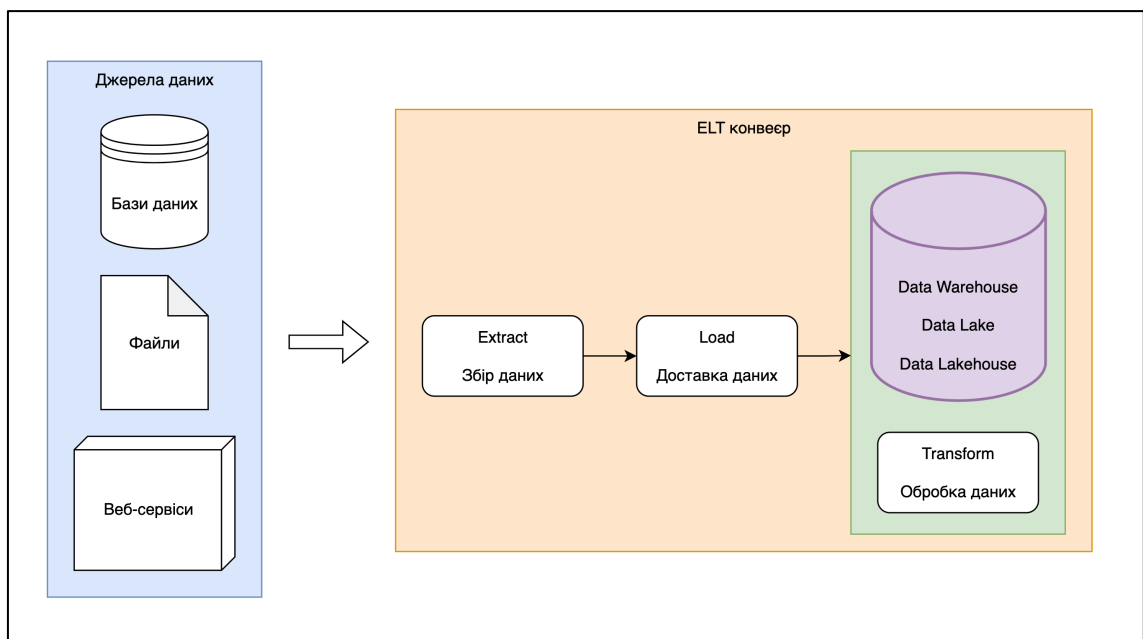 Джерела даних
Бази даних
Файли
Веб-сервіси
ELT конвеєр
Extract
Збір даних
Load
Доставка даних
Data Warehouse
Data Lake
Data Lakehouse
Transform
Обробка даних